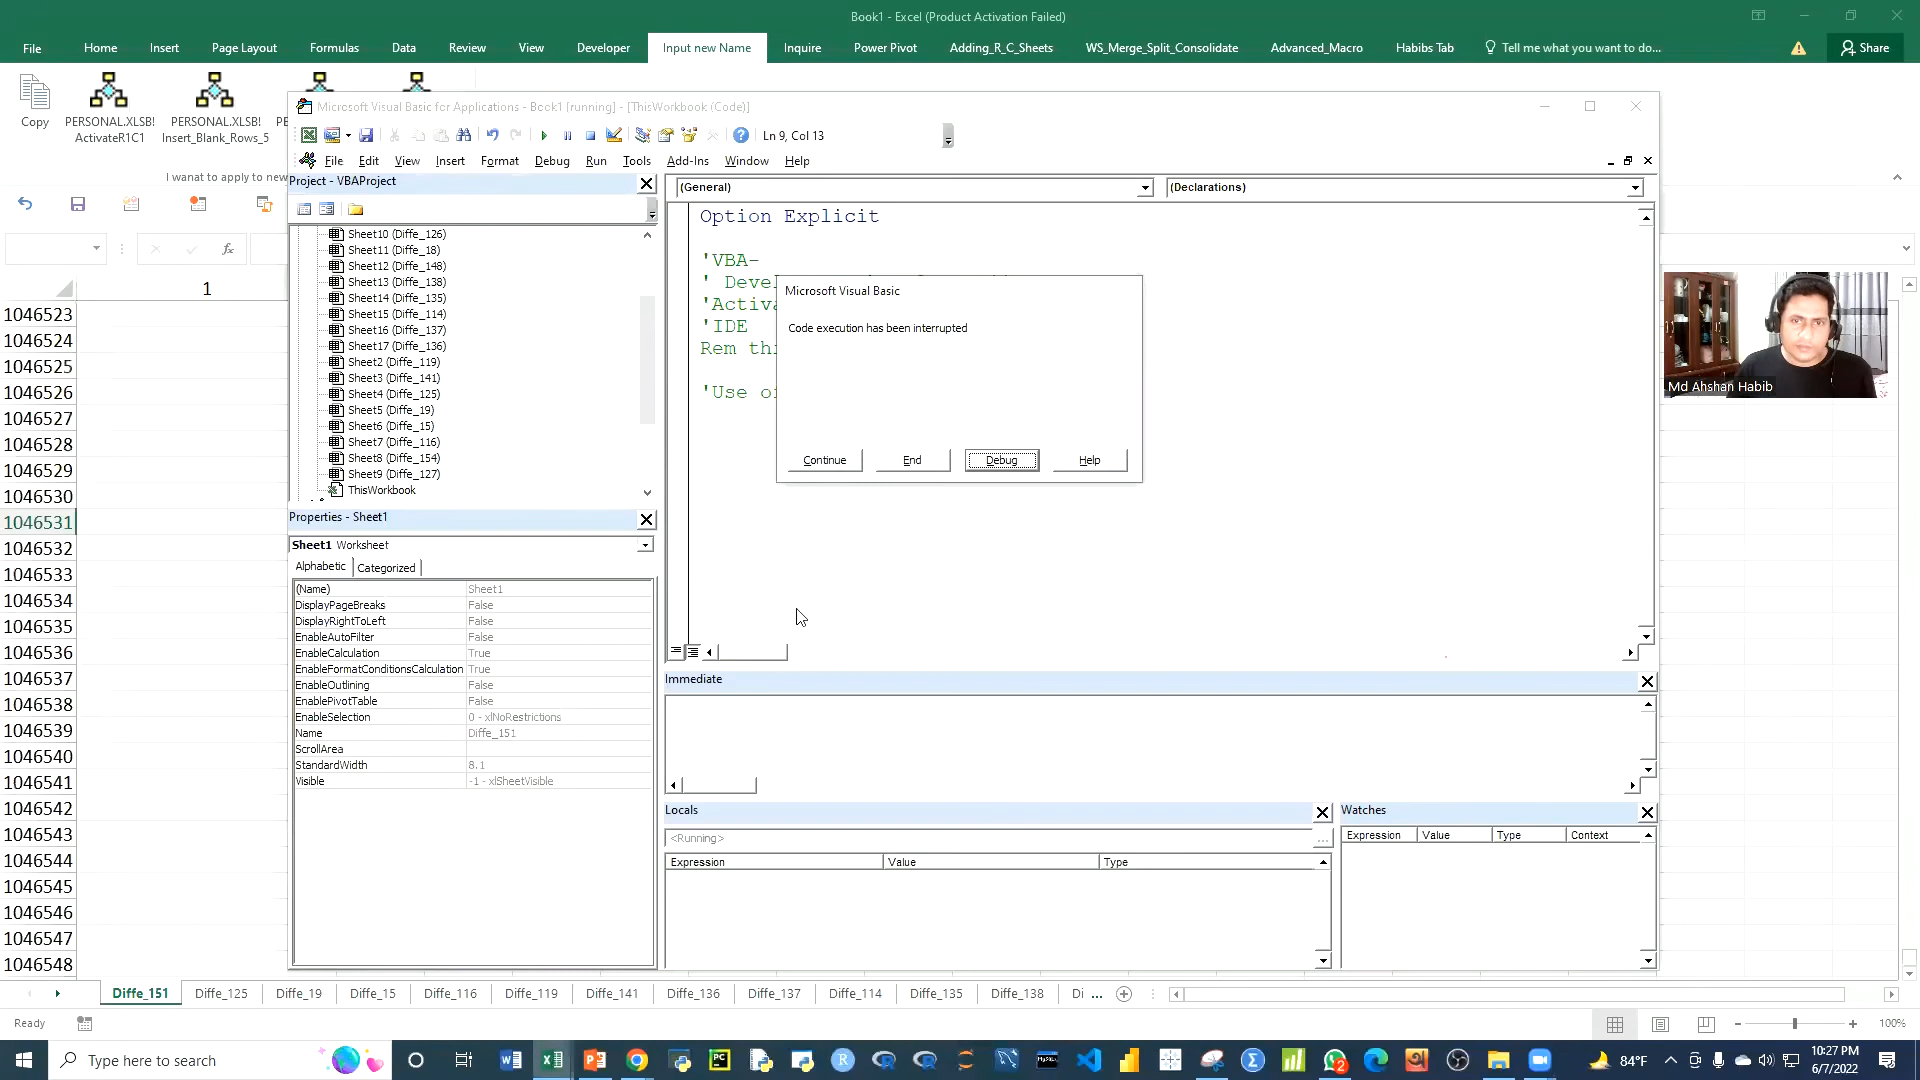 Book1 - Excel (Product Activation Failed)
File Home Insert Page Layout Formulas Data Review View Developer Input new Name Inquire Power Pivot Adding_R_C_Sheets WS_Merge_Split_Consolidate Advanced_Macro Habibs Tab Tell me what you want to do... Share
Copy
PERSONAL.XLSB!
ActivateR1C1
PERSONAL.XLSB!
Insert_Blank_Rows_5
I wanat to apply to new
Microsoft Visual Basic for Applications - Book1 [running] - [ThisWorkbook (Code)]
Ln 9, Col 13
File Edit View Insert Format Debug Run Tools Add-Ins Window Help
Project - VBAProject
Sheet10 (Diffe_126)
Sheet11 (Diffe_18)
Sheet12 (Diffe_148)
Sheet13 (Diffe_138)
Sheet14 (Diffe_135)
Sheet15 (Diffe_114)
Sheet16 (Diffe_137)
Sheet17 (Diffe_136)
Sheet2 (Diffe_119)
Sheet3 (Diffe_141)
Sheet4 (Diffe_125)
Sheet5 (Diffe_19)
Sheet6 (Diffe_15)
Sheet7 (Diffe_116)
Sheet8 (Diffe_154)
Sheet9 (Diffe_127)
ThisWorkbook
Properties - Sheet1
Sheet1 Worksheet
Alphabetic Categorized
(Name) Sheet1
DisplayPageBreaks False
DisplayRightToLeft False
EnableAutoFilter False
EnableCalculation True
EnableFormatConditionsCalculation True
EnableOutlining False
EnablePivotTable False
EnableSelection 0 - xlNoRestrictions
Name Diffe_151
ScrollArea
StandardWidth 8.1
Visible -1 - xlSheetVisible
(General) (Declarations)
Option Explicit
'VBA-
' Devel
'Activa
'IDE
Rem thi
'Use of
Microsoft Visual Basic
Code execution has been interrupted
Continue End Debug Help
Immediate
Locals
<Running>
Expression Value Type
Watches
Expression Value Type Context
Md Ahshan Habib
1
1046523
1046524
1046525
1046526
1046527
1046528
1046529
1046530
1046531
1046532
1046533
1046534
1046535
1046536
1046537
1046538
1046539
1046540
1046541
1046542
1046543
1046544
1046545
1046546
1046547
1046548
Diffe_151 Diffe_125 Diffe_19 Diffe_15 Diffe_116 Diffe_119 Diffe_141 Diffe_136 Diffe_137 Diffe_114 Diffe_135 Diffe_138 Di ...
Ready
100%
Type here to search
84°F
10:27 PM
6/7/2022